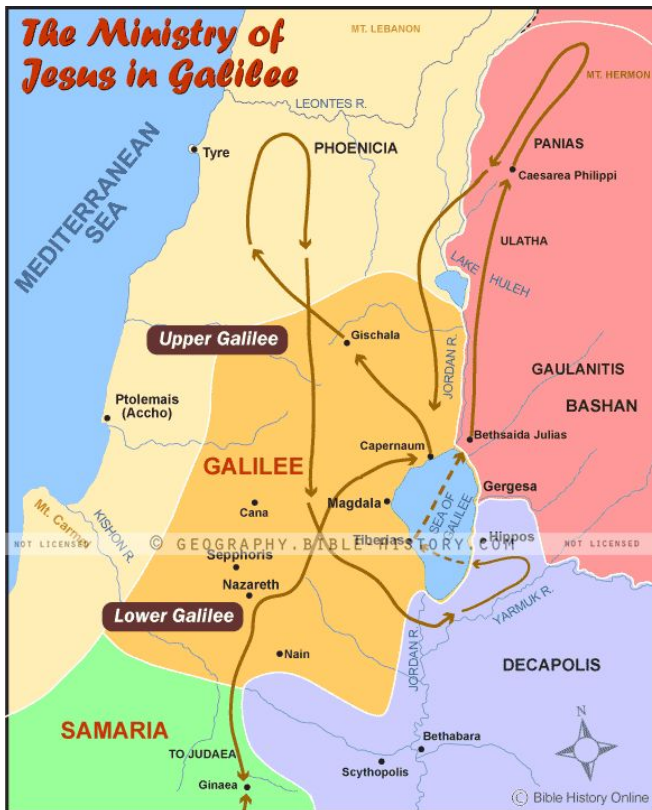 The Ministry of
Jesus in Galilee
MT. LEBANON
MT. HERMON
LEONTES R.
Tyre
PHOENICIA
PANIAS
Caesarea Philippi
MEDITERRANEAN
SEA
ULATHA
LAKE HULEH
Upper Galilee
Gischala
JORDAN R.
GAULANITIS
BASHAN
Ptolemais
(Accho)
Bethsaida Julias
GALILEE
Capernaum
Gergesa
Magdala
SEA OF
GALILEE
Cana
Mt. Carmel
KISHON R.
Tiberias
Hippos
NOT LICENSED
© GEOGRAPHY.BIBLE-HISTORY.COM
NOT LICENSED
Sepphoris
Nazareth
Lower Galilee
YARMUK R.
Nain
JORDAN R.
DECAPOLIS
SAMARIA
N
TO JUDAEA
Bethabara
Scythopolis
Ginaea
© Bible History Online